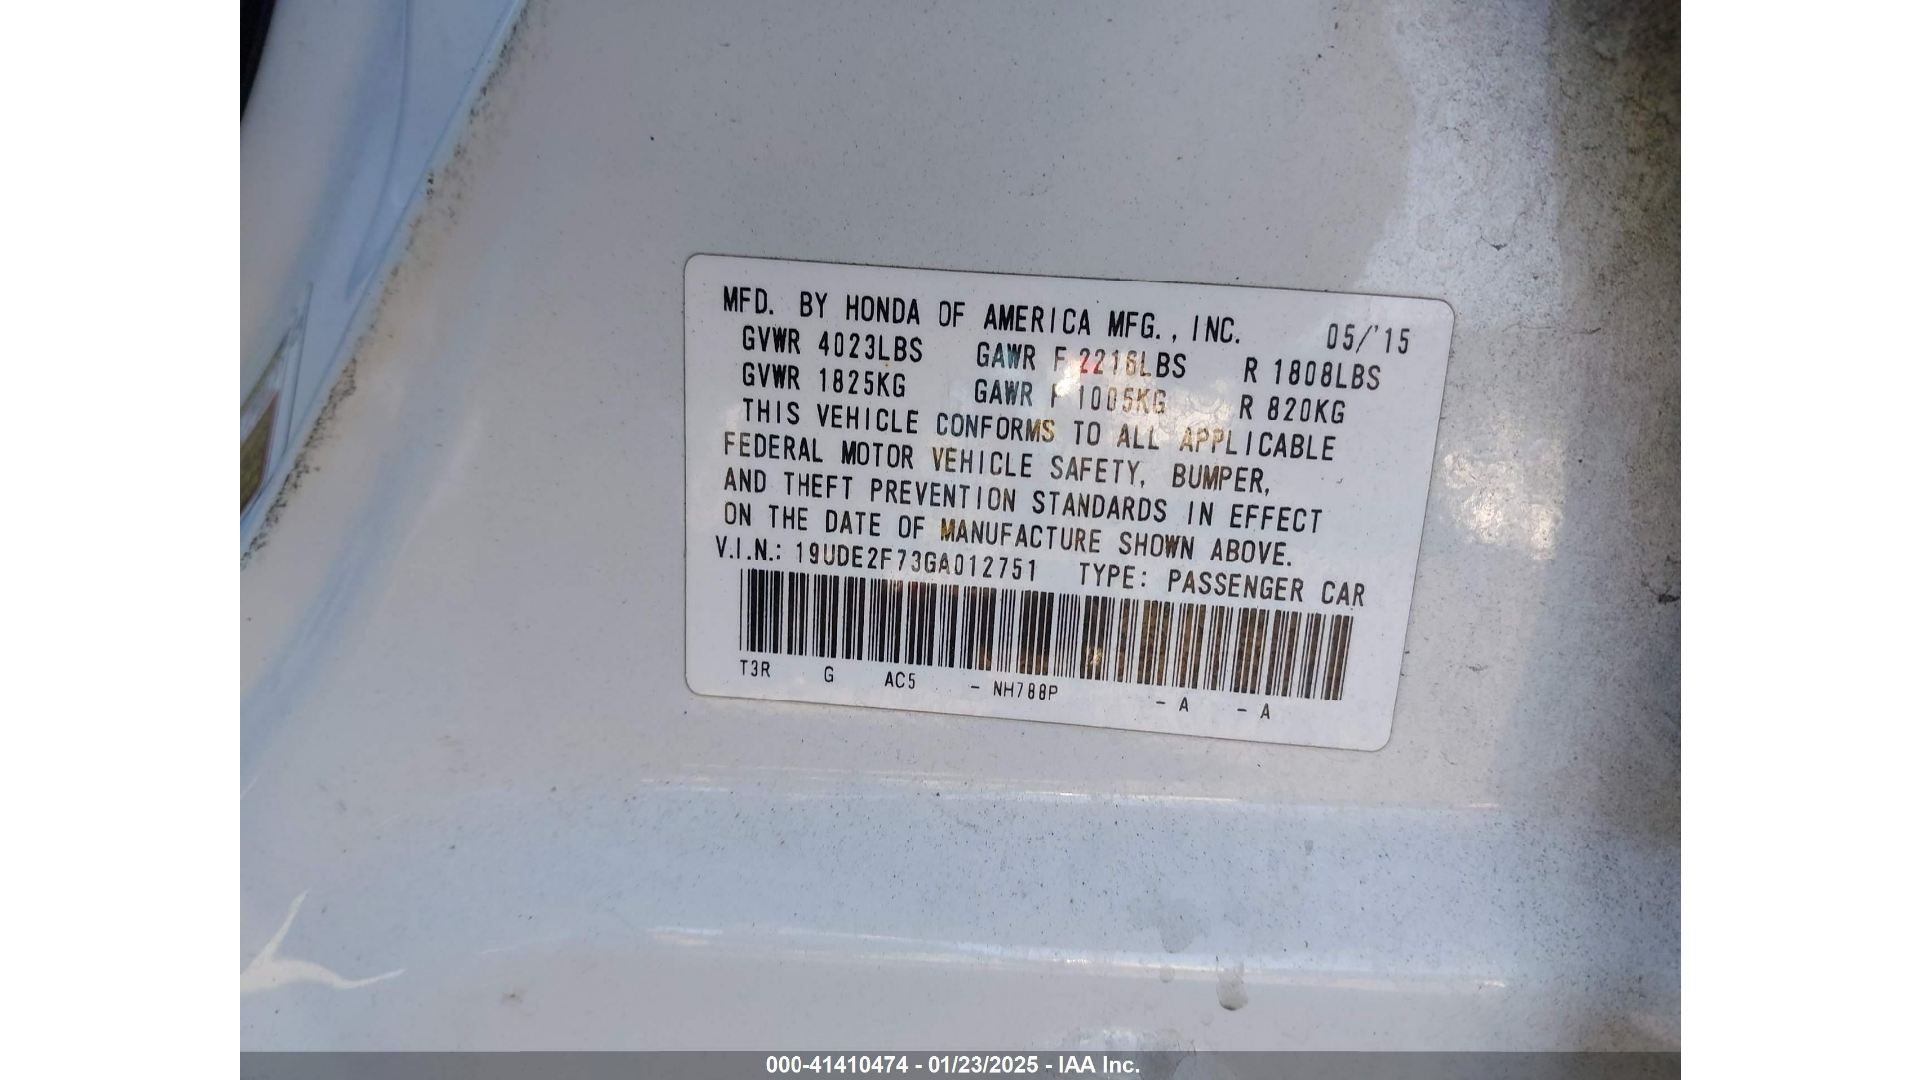 MFD. BY HONDA OF AMERICA MFG., INC. 05/'15
GVWR 4023LBS GAWR F 2216LBS R 1808LBS
GVWR 1825KG GAWR F 1005KG R 820KG
THIS VEHICLE CONFORMS TO ALL APPLICABLE
FEDERAL MOTOR VEHICLE SAFETY, BUMPER,
AND THEFT PREVENTION STANDARDS IN EFFECT
ON THE DATE OF MANUFACTURE SHOWN ABOVE.
V.I.N.: 19UDE2F73GA012751 TYPE: PASSENGER CAR
T3R G AC5 - NH788P - A - A
000-41410474 - 01/23/2025 - IAA Inc.